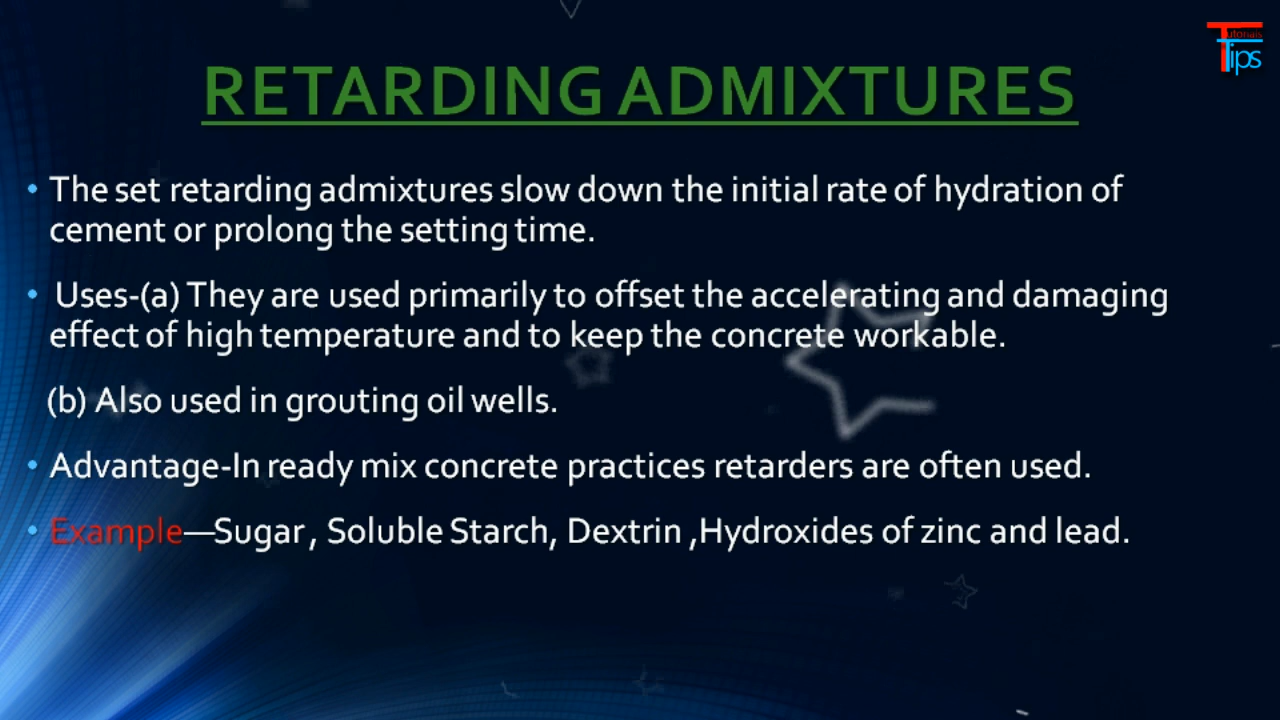 Tutorials
Tips
RETARDING ADMIXTURES
• The set retarding admixtures slow down the initial rate of hydration of
cement or prolong the setting time.
• Uses-(a) They are used primarily to offset the accelerating and damaging
effect of high temperature and to keep the concrete workable.
(b) Also used in grouting oil wells.
• Advantage-In ready mix concrete practices retarders are often used.
• Example—Sugar , Soluble Starch, Dextrin ,Hydroxides of zinc and lead.